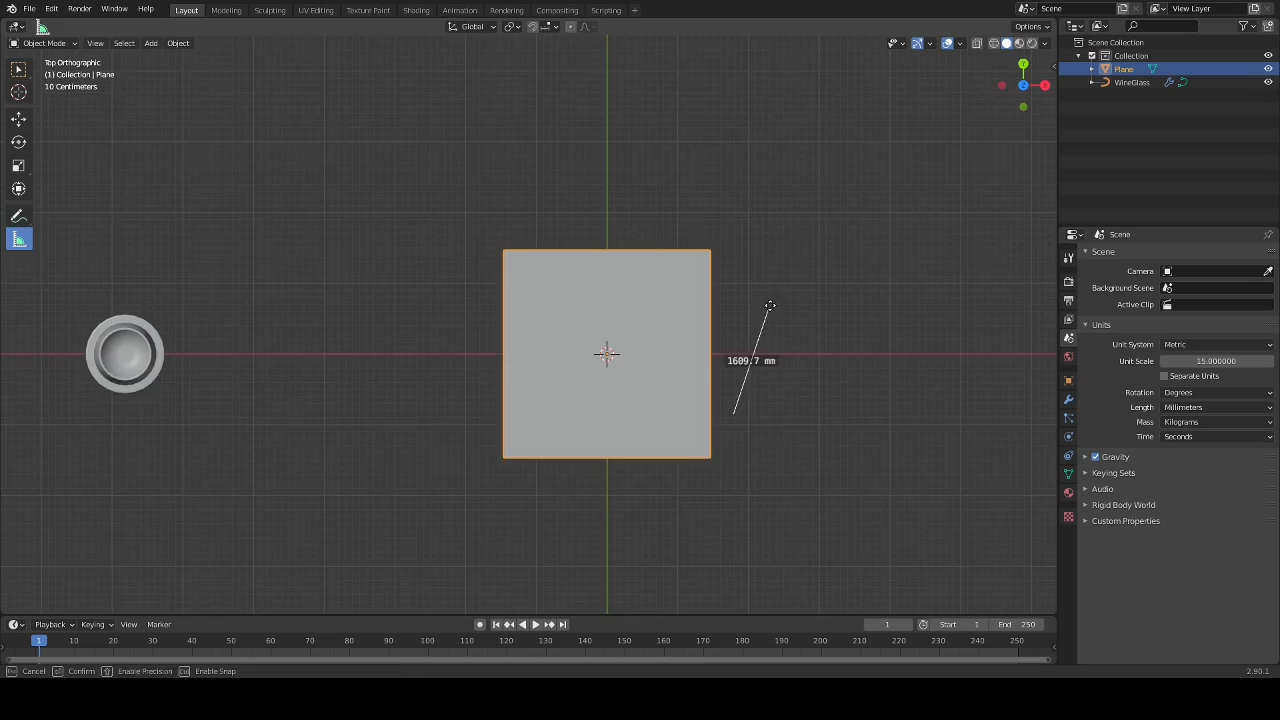 File Edit Render Window Help Layout Modeling Sculpting UV Editing Texture Paint Shading Animation Rendering Compositing Scripting + Scene View Layer
Global Options
Object Mode View Select Add Object
Top Orthographic
(1) Collection | Plane
10 Centimeters
Y
Z X
1609.7 mm
Scene Collection
Collection
Plane
WineGlass
Scene
Scene
Camera
Background Scene
Active Clip
Units
Unit System Metric
Unit Scale 15.000000
Separate Units
Rotation Degrees
Length Millimeters
Mass Kilograms
Time Seconds
Gravity
Keying Sets
Audio
Rigid Body World
Custom Properties
Playback Keying View Marker 1 Start 1 End 250
1 10 20 30 40 50 60 70 80 90 100 110 120 130 140 150 160 170 180 190 200 210 220 230 240 250
Esc Cancel Confirm Enable Precision Ctrl Enable Snap 2.90.1